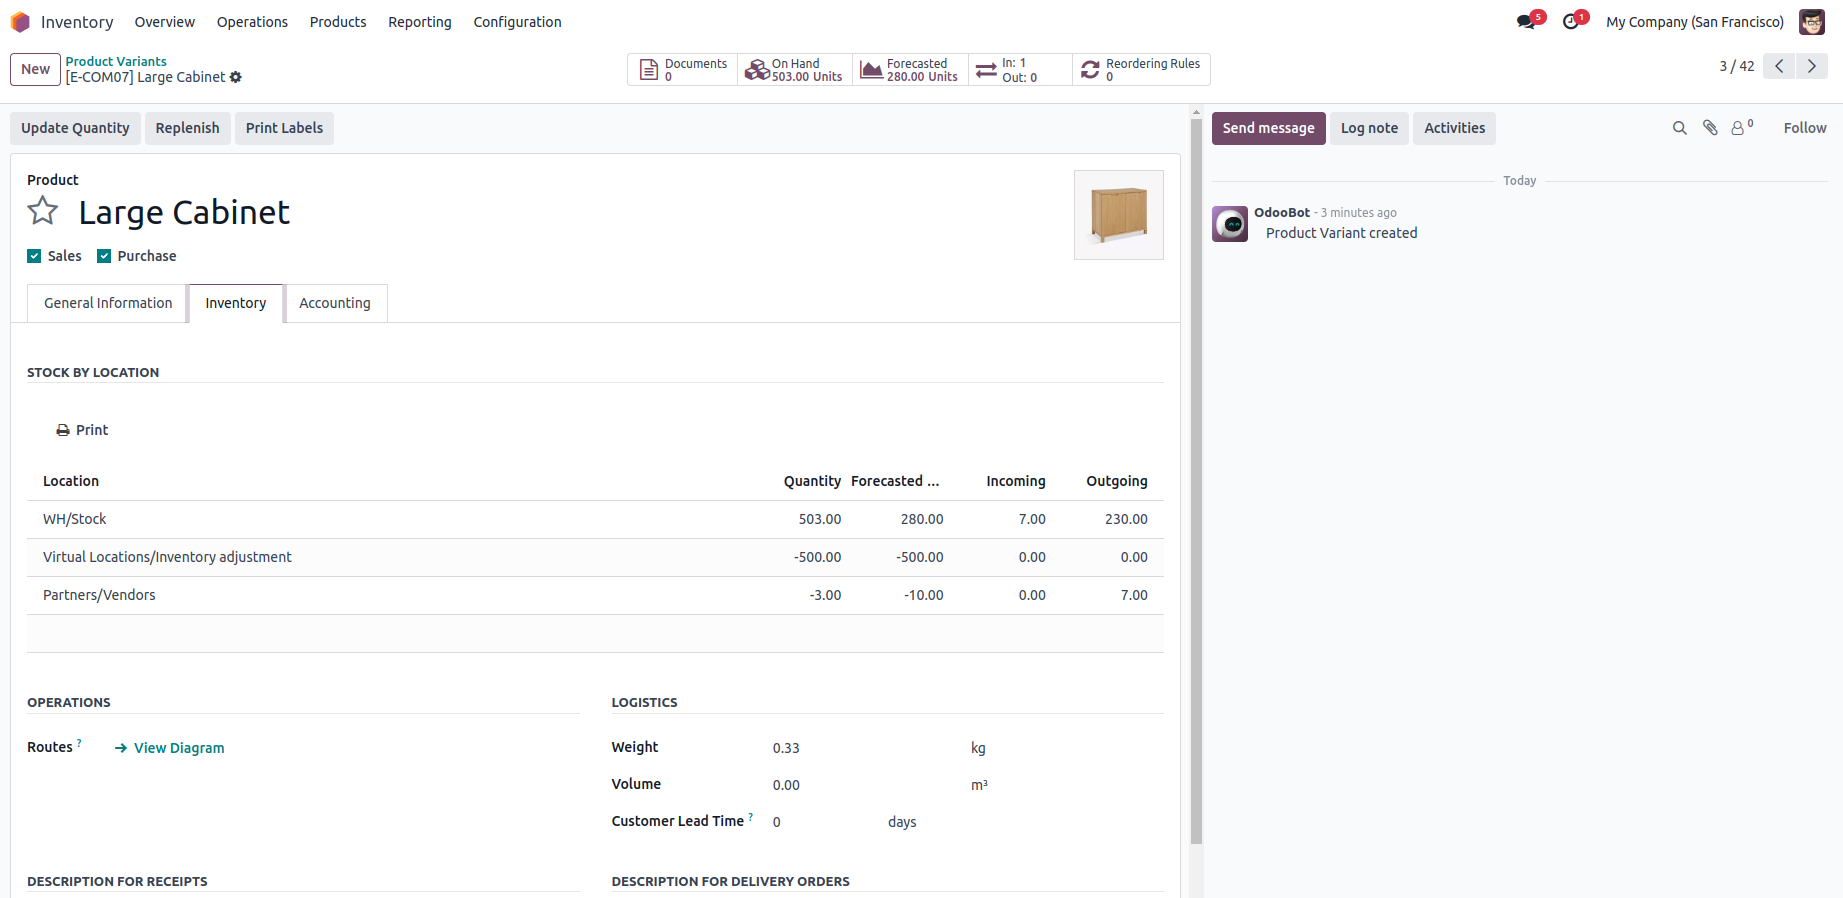 Inventory Overview Operations Products Reporting Configuration 5 1 My Company (San Francisco)
New Product Variants
[E-COM07] Large Cabinet
Documents 0
On Hand 503.00 Units
Forecasted 280.00 Units
In: 1 Out: 0
Reordering Rules 0
3 / 42
Update Quantity Replenish Print Labels
Send message Log note Activities 0 Follow
Product
Large Cabinet
Sales Purchase
General Information Inventory Accounting
Today
OdooBot - 3 minutes ago
Product Variant created
STOCK BY LOCATION
Print
Location Quantity Forecasted ... Incoming Outgoing
WH/Stock 503.00 280.00 7.00 230.00
Virtual Locations/Inventory adjustment -500.00 -500.00 0.00 0.00
Partners/Vendors -3.00 -10.00 0.00 7.00
OPERATIONS
Routes ? View Diagram
LOGISTICS
Weight 0.33 kg
Volume 0.00 m³
Customer Lead Time ? 0 days
DESCRIPTION FOR RECEIPTS
DESCRIPTION FOR DELIVERY ORDERS